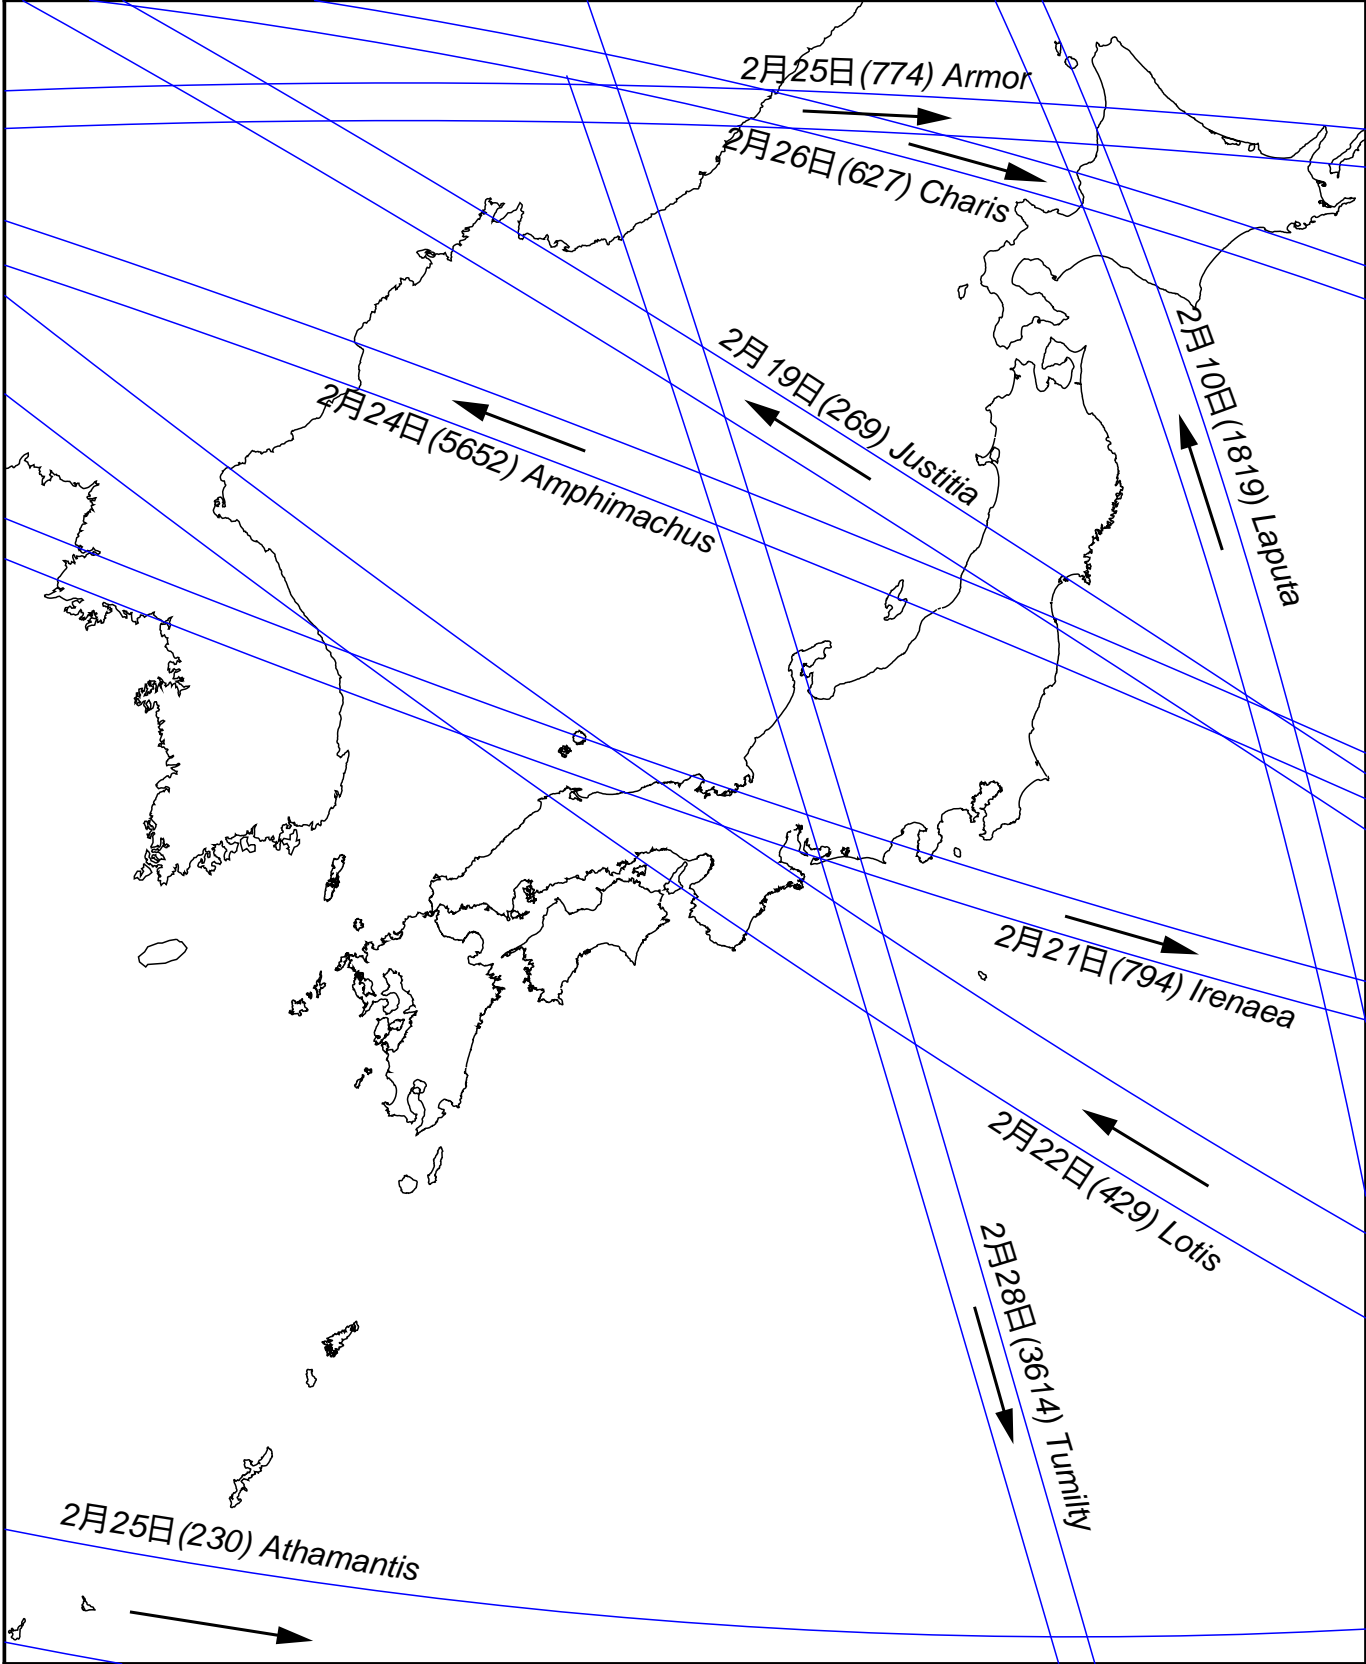 2月25日(774) Armor
2月26日(627) Charis
2月19日(269) Justitia
2月10日(1819) Laputa
2月24日(5652) Amphimachus
2月21日(794) Irenaea
2月22日(429) Lotis
2月28日(3614) Tumilty
2月25日(230) Athamantis